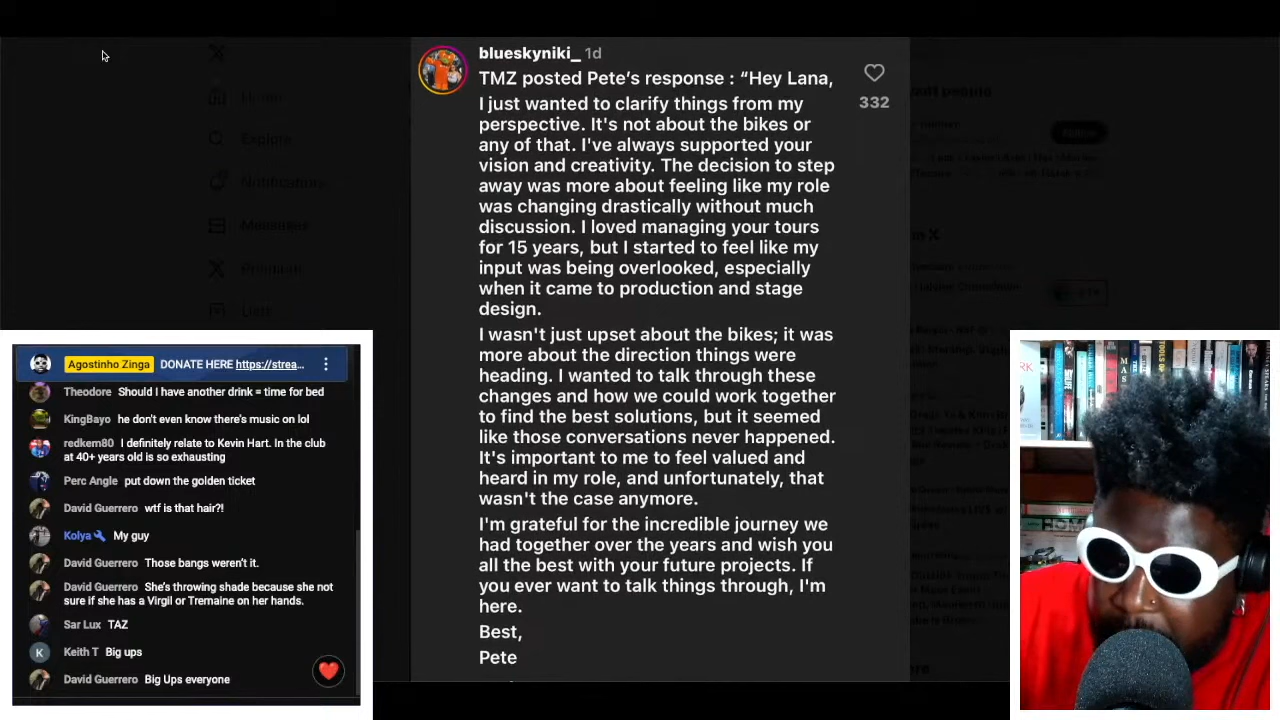 blueskyniki_ 1d
TMZ posted Pete's response : “Hey Lana,
I just wanted to clarify things from my
perspective. It's not about the bikes or
any of that. I've always supported your
vision and creativity. The decision to step
away was more about feeling like my role
was changing drastically without much
discussion. I loved managing your tours
for 15 years, but I started to feel like my
input was being overlooked, especially
when it came to production and stage
design.
I wasn't just upset about the bikes; it was
more about the direction things were
heading. I wanted to talk through these
changes and how we could work together
to find the best solutions, but it seemed
like those conversations never happened.
It's important to me to feel valued and
heard in my role, and unfortunately, that
wasn't the case anymore.
I'm grateful for the incredible journey we
had together over the years and wish you
all the best with your future projects. If
you ever want to talk things through, I'm
here.
Best,
Pete
332
Home
Explore
Notifications
Messages
Premium
Lists
Agostinho Zinga DONATE HERE https://strea...
Theodore Should I have another drink = time for bed
KingBayo he don't even know there's music on lol
redkem80 I definitely relate to Kevin Hart. In the club
at 40+ years old is so exhausting
Perc Angle put down the golden ticket
David Guerrero wtf is that hair?!
Kolya My guy
David Guerrero Those bangs weren't it.
David Guerrero She's throwing shade because she not
sure if she has a Virgil or Tremaine on her hands.
Sar Lux TAZ
K Keith T Big ups
David Guerrero Big Ups everyone